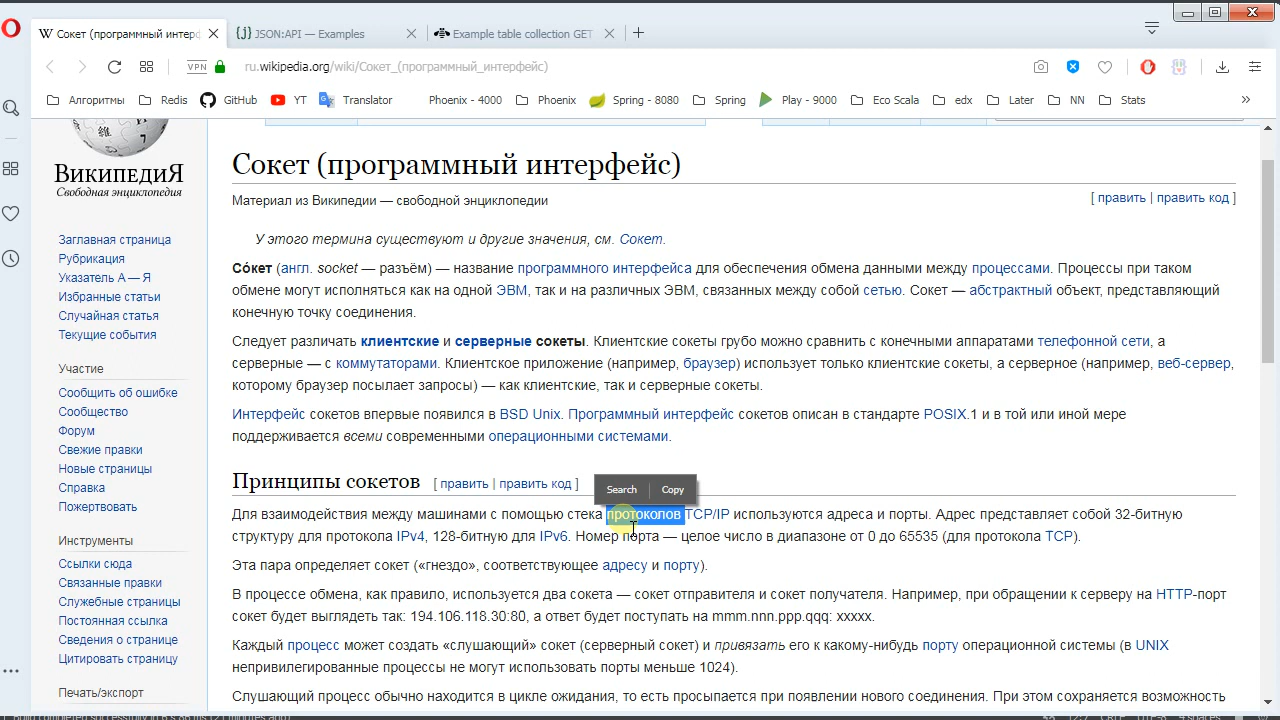 Сокет (программный интерф
JSON:API — Examples
Example table collection GET
VPN
ru.wikipedia.org/wiki/Сокет_(программный_интерфейс)
Алгоритмы
Redis
GitHub
YT
Translator
Phoenix - 4000
Phoenix
Spring - 8080
Spring
Play - 9000
Eco Scala
edx
Later
NN
Stats
ВикипедиЯ
Свободная энциклопедия
Заглавная страница
Рубрикация
Указатель А — Я
Избранные статьи
Случайная статья
Текущие события
Участие
Сообщить об ошибке
Сообщество
Форум
Свежие правки
Новые страницы
Справка
Пожертвовать
Инструменты
Ссылки сюда
Связанные правки
Служебные страницы
Постоянная ссылка
Сведения о странице
Цитировать страницу
Печать/экспорт
Сокет (программный интерфейс)
Материал из Википедии — свободной энциклопедии
[ править | править код ]
У этого термина существуют и другие значения, см. Сокет.
Со́кет (англ. socket — разъём) — название программного интерфейса для обеспечения обмена данными между процессами. Процессы при таком
обмене могут исполняться как на одной ЭВМ, так и на различных ЭВМ, связанных между собой сетью. Сокет — абстрактный объект, представляющий
конечную точку соединения.
Следует различать клиентские и серверные сокеты. Клиентские сокеты грубо можно сравнить с конечными аппаратами телефонной сети, а
серверные — с коммутаторами. Клиентское приложение (например, браузер) использует только клиентские сокеты, а серверное (например, веб-сервер,
которому браузер посылает запросы) — как клиентские, так и серверные сокеты.
Интерфейс сокетов впервые появился в BSD Unix. Программный интерфейс сокетов описан в стандарте POSIX.1 и в той или иной мере
поддерживается всеми современными операционными системами.
Принципы сокетов [ править | править код ]
Search
Copy
Для взаимодействия между машинами с помощью стека протоколов TCP/IP используются адреса и порты. Адрес представляет собой 32-битную
структуру для протокола IPv4, 128-битную для IPv6. Номер порта — целое число в диапазоне от 0 до 65535 (для протокола TCP).
Эта пара определяет сокет («гнездо», соответствующее адресу и порту).
В процессе обмена, как правило, используется два сокета — сокет отправителя и сокет получателя. Например, при обращении к серверу на HTTP-порт
сокет будет выглядеть так: 194.106.118.30:80, а ответ будет поступать на mmm.nnn.ppp.qqq: xxxxx.
Каждый процесс может создать «слушающий» сокет (серверный сокет) и привязать его к какому-нибудь порту операционной системы (в UNIX
непривилегированные процессы не могут использовать порты меньше 1024).
Слушающий процесс обычно находится в цикле ожидания, то есть просыпается при появлении нового соединения. При этом сохраняется возможность